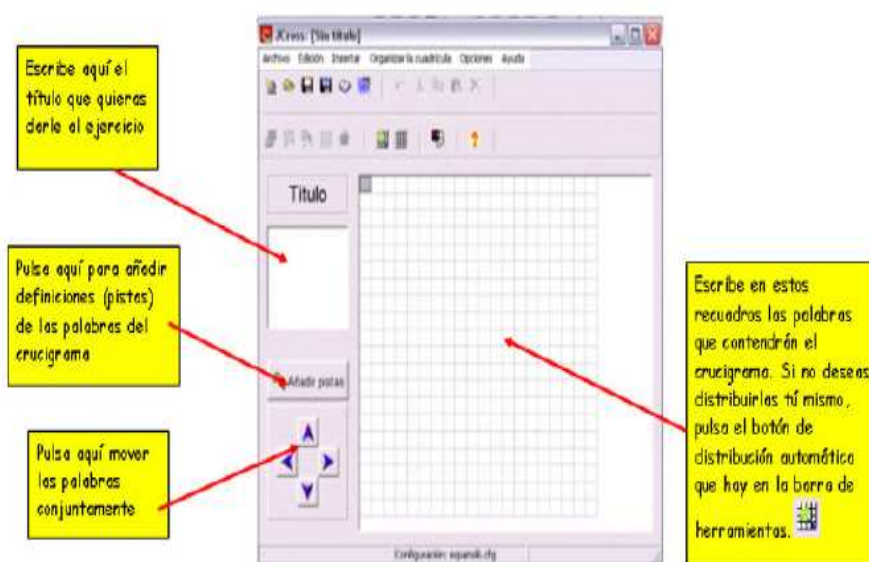 JCross: [Sin título]
Archivo Edición Insertar Organizar la cuadrícula Opciones Ayuda
Escribe aquí el
título que quieras
darle al ejercicio
Título
Pulsa aquí para añadir
definiciones (pistas)
de las palabras del
crucigrama
Añadir pistas
Pulsa aquí mover
las palabras
conjuntamente
Escribe en estos
recuadros las palabras
que contendrán el
crucigrama. Si no deseas
distribuirlas tú mismo,
pulsa el botón de
distribución automática
que hay en la barra de
herramientas.
Configuración: espanol6.cfg